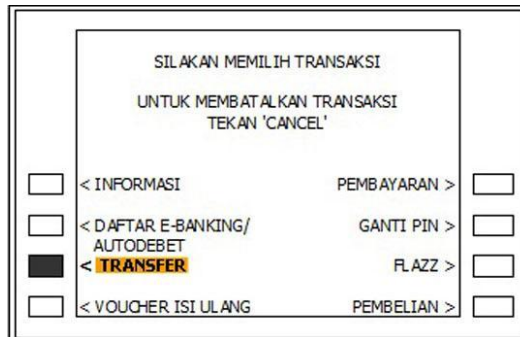 SILAKAN MEMILIH TRANSAKSI
UNTUK MEMBATALKAN TRANSAKSI
TEKAN 'CANCEL'
< INFORMASI
PEMBAYARAN >
< DAFTAR E-BANKING/
AUTODEBET
GANTI PIN >
< TRANSFER
FLAZZ >
< VOUCHER ISI ULANG
PEMBELIAN >